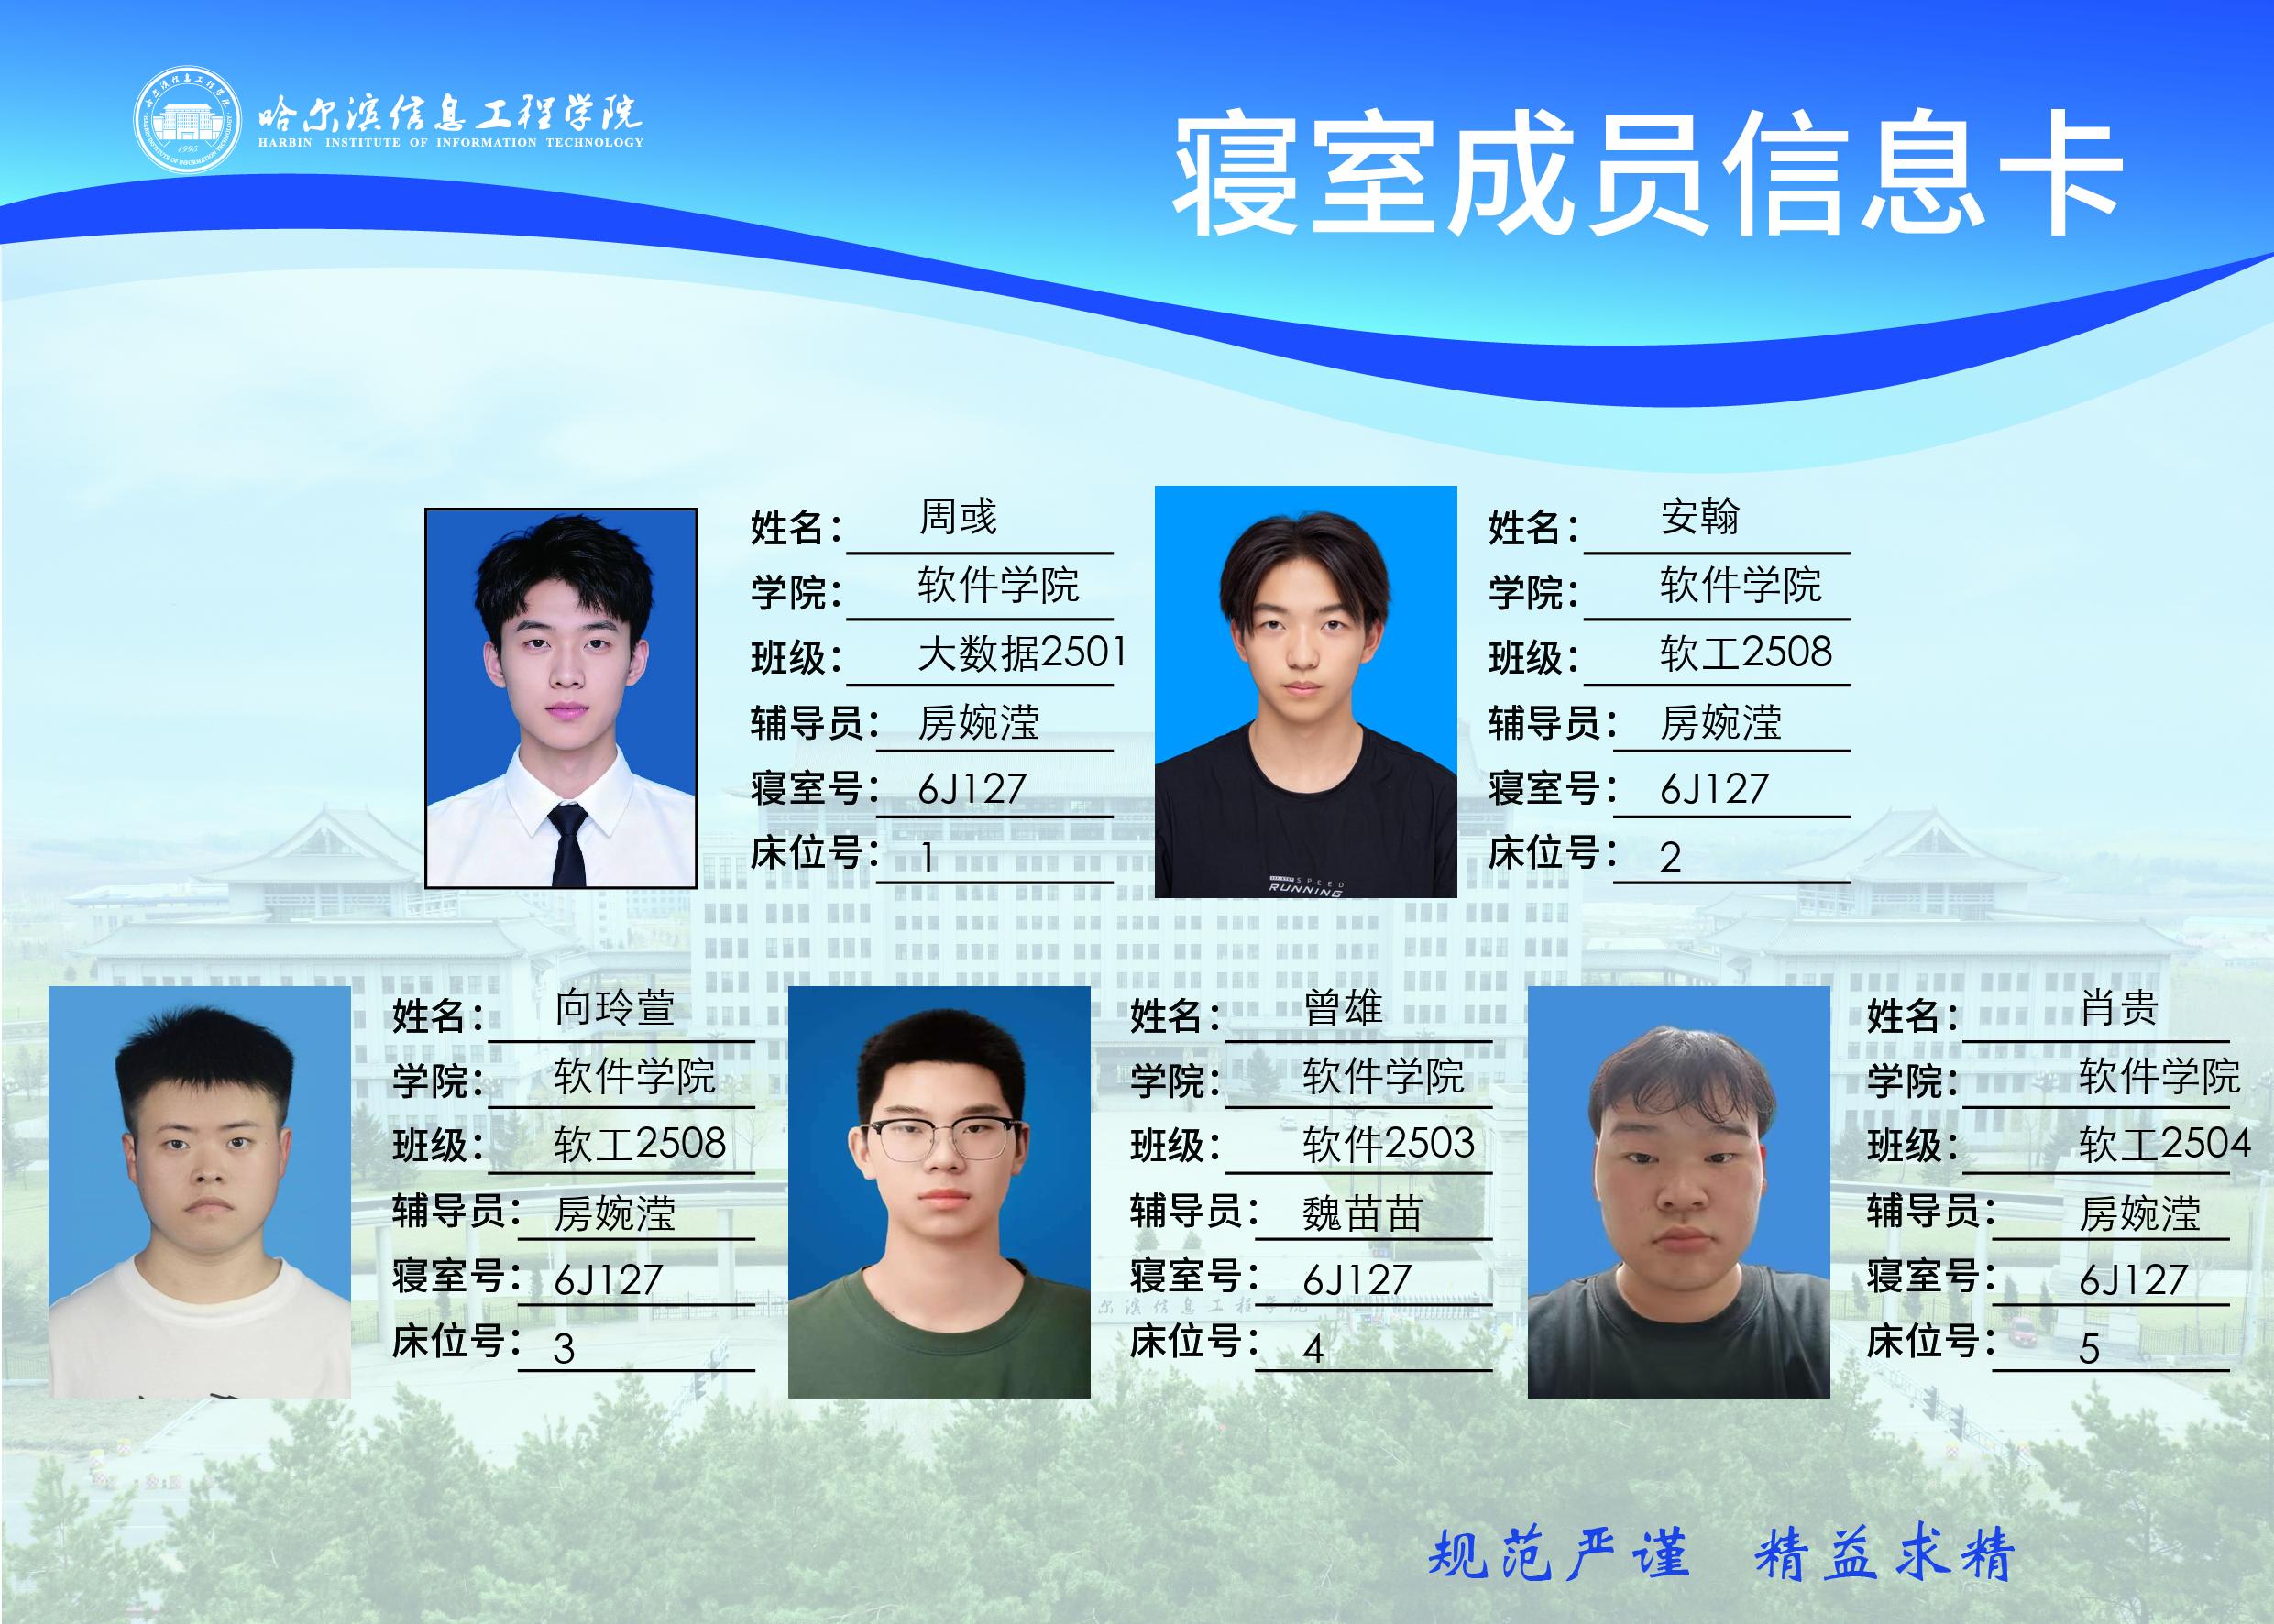 哈尔滨信息工程学院
HARBIN INSTITUTE OF INFORMATION TECHNOLOGY
1995
寝室成员信息卡
姓名： 周彧
学院： 软件学院
班级： 大数据2501
辅导员： 房婉滢
寝室号： 6J127
床位号： 1
姓名： 安翰
学院： 软件学院
班级： 软工2508
辅导员： 房婉滢
寝室号： 6J127
床位号： 2
SPEED
RUNNING
姓名： 向玲萱
学院： 软件学院
班级： 软工2508
辅导员： 房婉滢
寝室号： 6J127
床位号： 3
姓名： 曾雄
学院： 软件学院
班级： 软件2503
辅导员： 魏苗苗
寝室号： 6J127
床位号： 4
姓名： 肖贵
学院： 软件学院
班级： 软工2504
辅导员： 房婉滢
寝室号： 6J127
床位号： 5
规范严谨 精益求精